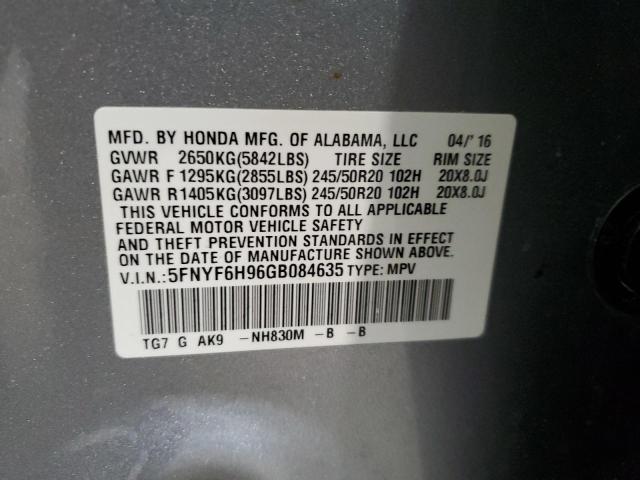 MFD. BY HONDA MFG. OF ALABAMA, LLC 04/'16
GVWR 2650KG(5842LBS) TIRE SIZE RIM SIZE
GAWR F 1295KG(2855LBS) 245/50R20 102H 20X8.0J
GAWR R1405KG(3097LBS) 245/50R20 102H 20X8.0J
THIS VEHICLE CONFORMS TO ALL APPLICABLE
FEDERAL MOTOR VEHICLE SAFETY
AND THEFT PREVENTION STANDARDS IN EFFECT
ON THE DATE OF MANUFACTURE SHOWN ABOVE.
V.I.N.: 5FNYF6H96GB084635 TYPE: MPV
TG7 G AK9 -NH830M -B -B